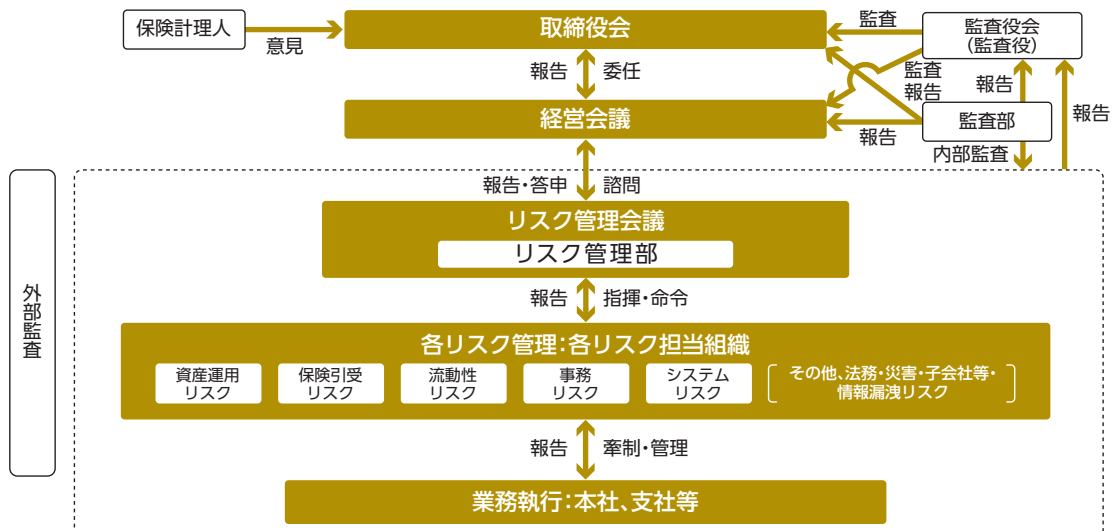 保険計理人
意見
取締役会
監査
監査役会
(監査役)
報告
委任
監査
報告
報告
報告
経営会議
報告
監査部
内部監査
報告・答申
諮問
リスク管理会議
リスク管理部
外部監査
報告
指揮・命令
各リスク管理：各リスク担当組織
資産運用
リスク
保険引受
リスク
流動性
リスク
事務
リスク
システム
リスク
その他、法務・災害・子会社等・
情報漏洩リスク
報告
牽制・管理
業務執行：本社、支社等